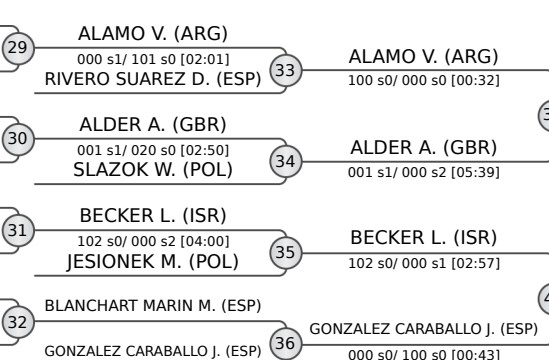 29
ALAMO V. (ARG)
000 s1/ 101 s0 [02:01]
RIVERO SUAREZ D. (ESP)
33
ALAMO V. (ARG)
100 s0/ 000 s0 [00:32]
30
ALDER A. (GBR)
001 s1/ 020 s0 [02:50]
SLAZOK W. (POL)
34
ALDER A. (GBR)
001 s1/ 000 s2 [05:39]
31
BECKER L. (ISR)
102 s0/ 000 s2 [04:00]
JESIONEK M. (POL)
35
BECKER L. (ISR)
102 s0/ 000 s1 [02:57]
32
BLANCHART MARIN M. (ESP)
GONZALEZ CARABALLO J. (ESP)
36
GONZALEZ CARABALLO J. (ESP)
000 s0/ 100 s0 [00:43]